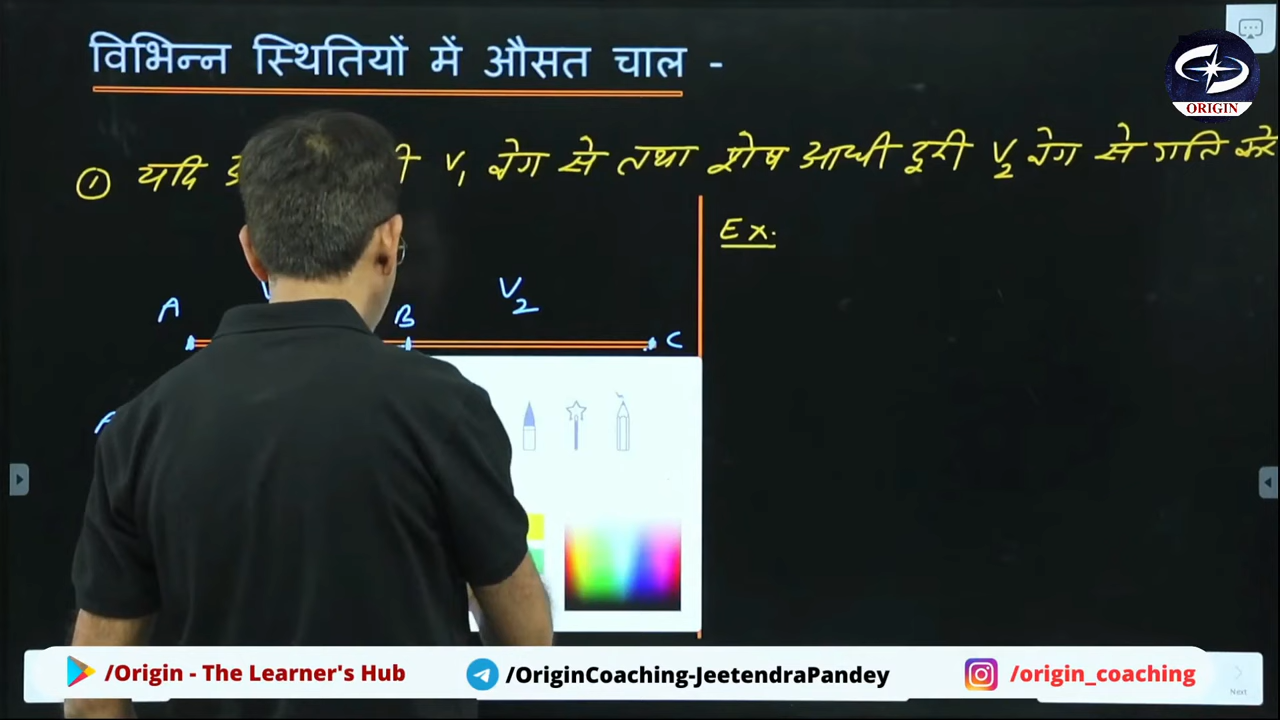 विभिन्न स्थितियों में औसत चाल -
ORIGIN
① यदि V₁ वेग से तथा शेष आधी दूरी V₂ वेग से गति करे
Ex.
A B V₂ C
/Origin - The Learner's Hub
/OriginCoaching-JeetendraPandey
/origin_coaching
Next